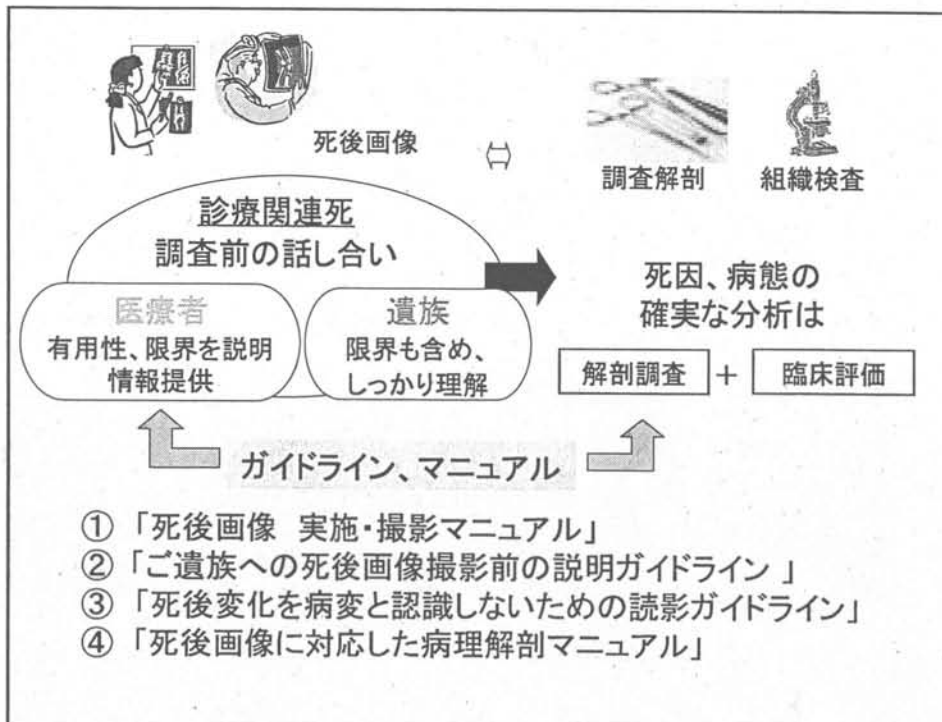 死後画像
⇔
調査解剖
組織検査
診療関連死
調査前の話し合い
医療者
有用性、限界を説明
情報提供
遺族
限界も含め、
しっかり理解
死因、病態の
確実な分析は
解剖調査 + 臨床評価
ガイドライン、マニュアル
① 「死後画像 実施・撮影マニュアル」
② 「ご遺族への死後画像撮影前の説明ガイドライン 」
③ 「死後変化を病変と認識しないための読影ガイドライン」
④ 「死後画像に対応した病理解剖マニュアル」